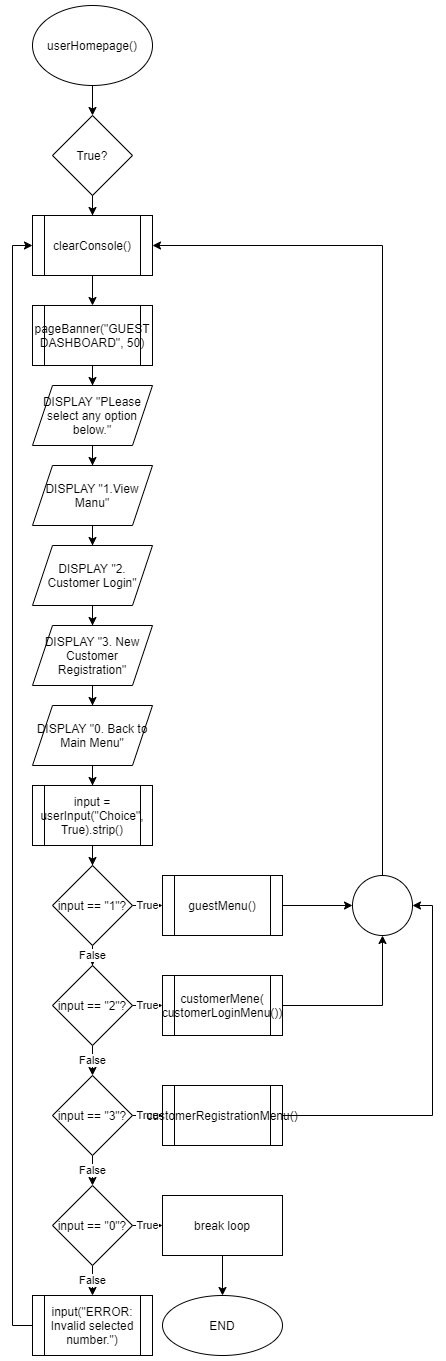 userHomepage()
True?
clearConsole()
pageBanner("GUEST
DASHBOARD", 50)
DISPLAY "PLease
select any option
below."
DISPLAY "1.View
Manu"
DISPLAY "2.
Customer Login"
DISPLAY "3. New
Customer
Registration"
DISPLAY "0. Back to
Main Menu"
input =
userInput("Choice",
True).strip()
input == "1"?
True
guestMenu()
False
input == "2"?
True
customerMene(
customerLoginMenu())
False
input == "3"?
True
customerRegistrationMenu()
False
input == "0"?
True
break loop
False
input("ERROR:
Invalid selected
number.")
END